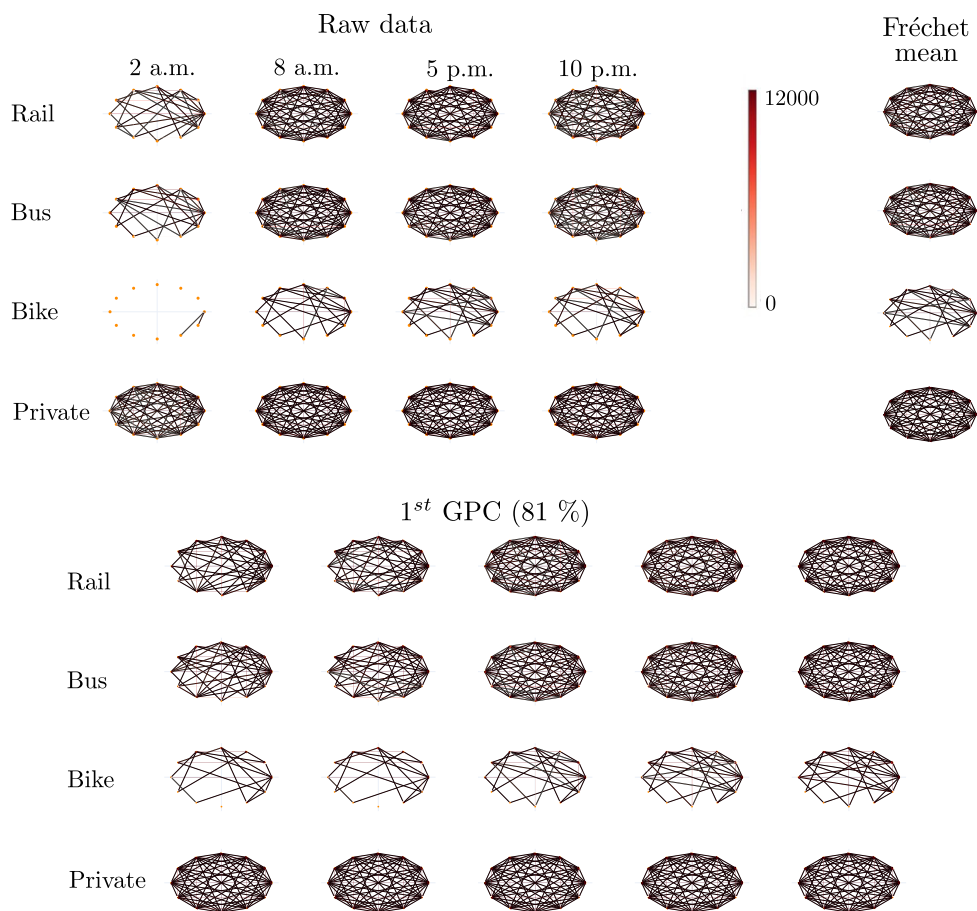 Raw data
Fréchet
mean
2 a.m.
8 a.m.
5 p.m.
10 p.m.
Rail
12000
Bus
Bike
0
Private
1st GPC (81 %)
Rail
Bus
Bike
Private